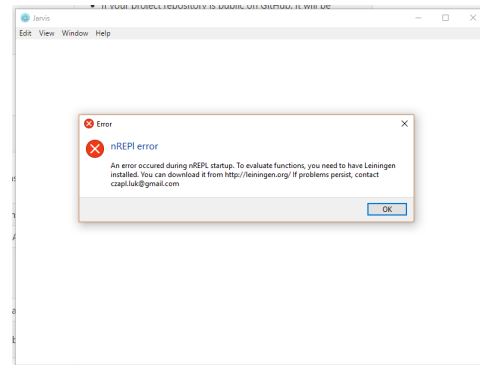 If your project repository is public on GitHub, it will be
Jervis
Edit View Window Help
Error
nREPl error
An error occured during nREPL startup. To evaluate functions, you need to have Leiningen
installed. You can download it from http://leiningen.org/ If problems persist, contact
czapl.luk@gmail.com
OK